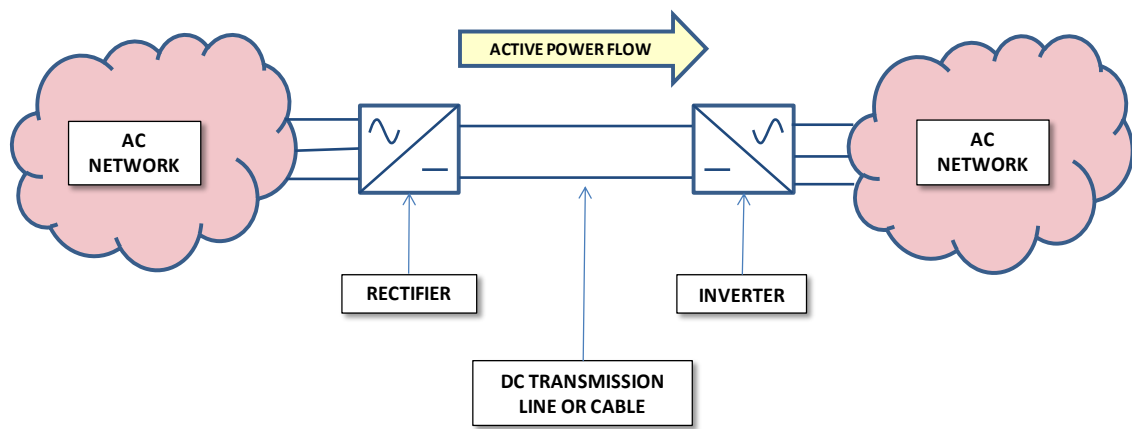 ACTIVE POWER FLOW
AC
NETWORK
AC
NETWORK
RECTIFIER
INVERTER
DC TRANSMISSION
LINE OR CABLE